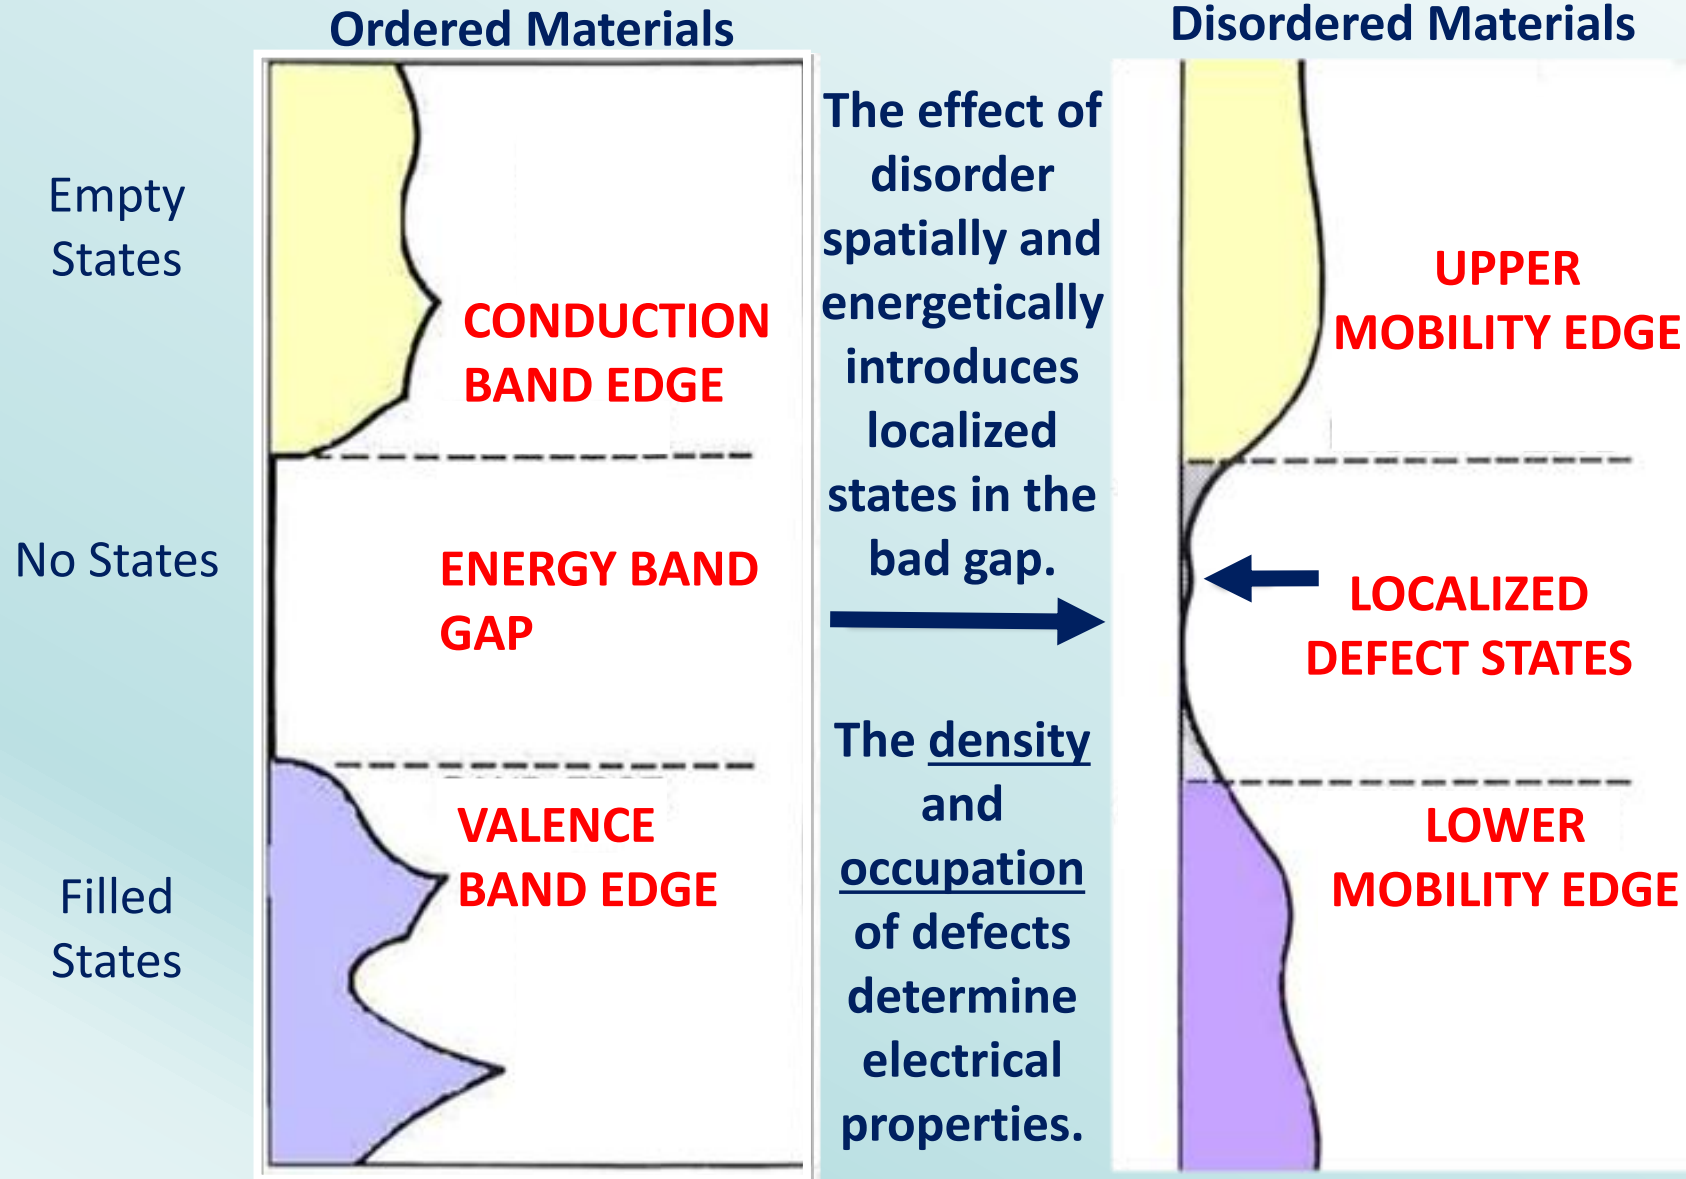 Ordered Materials
Disordered Materials
Empty
States
No States
Filled
States
CONDUCTION
BAND EDGE
ENERGY BAND
GAP
VALENCE
BAND EDGE
The effect of
disorder
spatially and
energetically
introduces
localized
states in the
bad gap.
The density
and
occupation
of defects
determine
electrical
properties.
UPPER
MOBILITY EDGE
LOCALIZED
DEFECT STATES
LOWER
MOBILITY EDGE